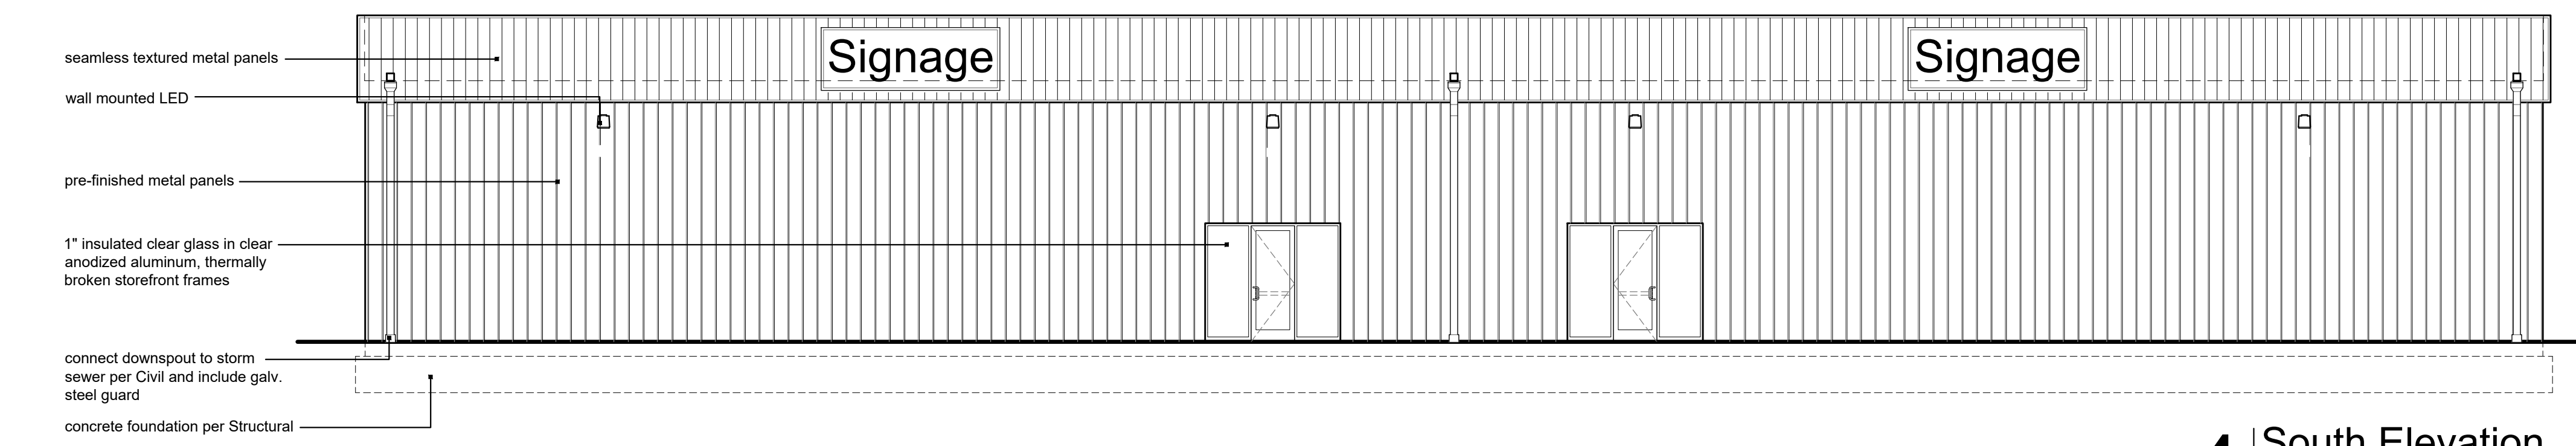 seamless textured metal panels
Signage
Signage
wall mounted LED
pre-finished metal panels
1" insulated clear glass in clear
anodized aluminum, thermally
broken storefront frames
connect downspout to storm
sewer per Civil and include galv.
steel guard
concrete foundation per Structural
South Elevation